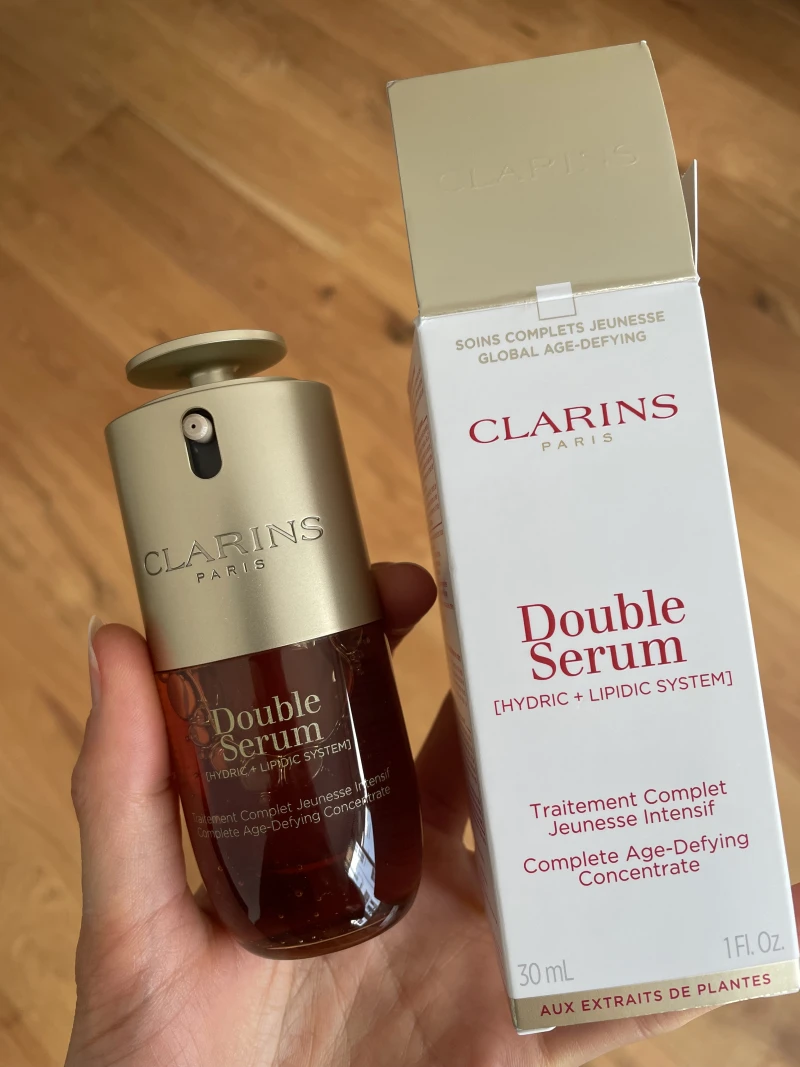 CLARINS
PARIS
Double
Serum
[HYDRIC + LIPIDIC SYSTEM]
Traitement Complet Jeunesse Intensif
Complete Age-Defying Concentrate
CLARINS
SOINS COMPLETS JEUNESSE
GLOBAL AGE-DEFYING
CLARINS
PARIS
Double
Serum
[HYDRIC + LIPIDIC SYSTEM]
Traitement Complet
Jeunesse Intensif
Complete Age-Defying
Concentrate
30 mL
1 Fl. Oz.
AUX EXTRAITS DE PLANTES